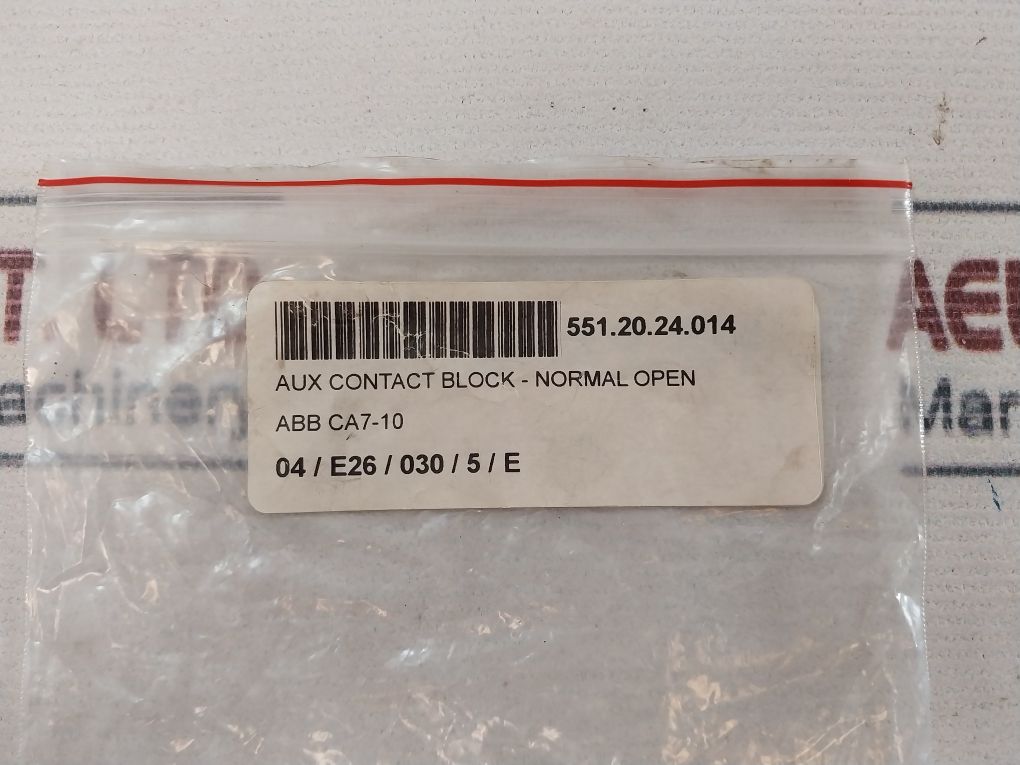 551.20.24.014
AUX CONTACT BLOCK - NORMAL OPEN
ABB CA7-10
04 / E26 / 030 / 5 / E